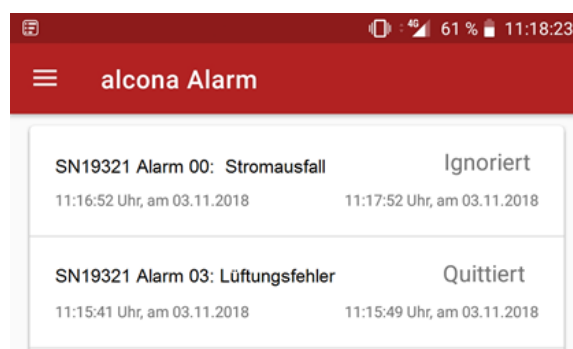 4G 61 % 11:18:23
alcona Alarm
SN19321 Alarm 00: Stromausfall Ignoriert
11:16:52 Uhr, am 03.11.2018 11:17:52 Uhr, am 03.11.2018
SN19321 Alarm 03: Lüftungsfehler Quittiert
11:15:41 Uhr, am 03.11.2018 11:15:49 Uhr, am 03.11.2018